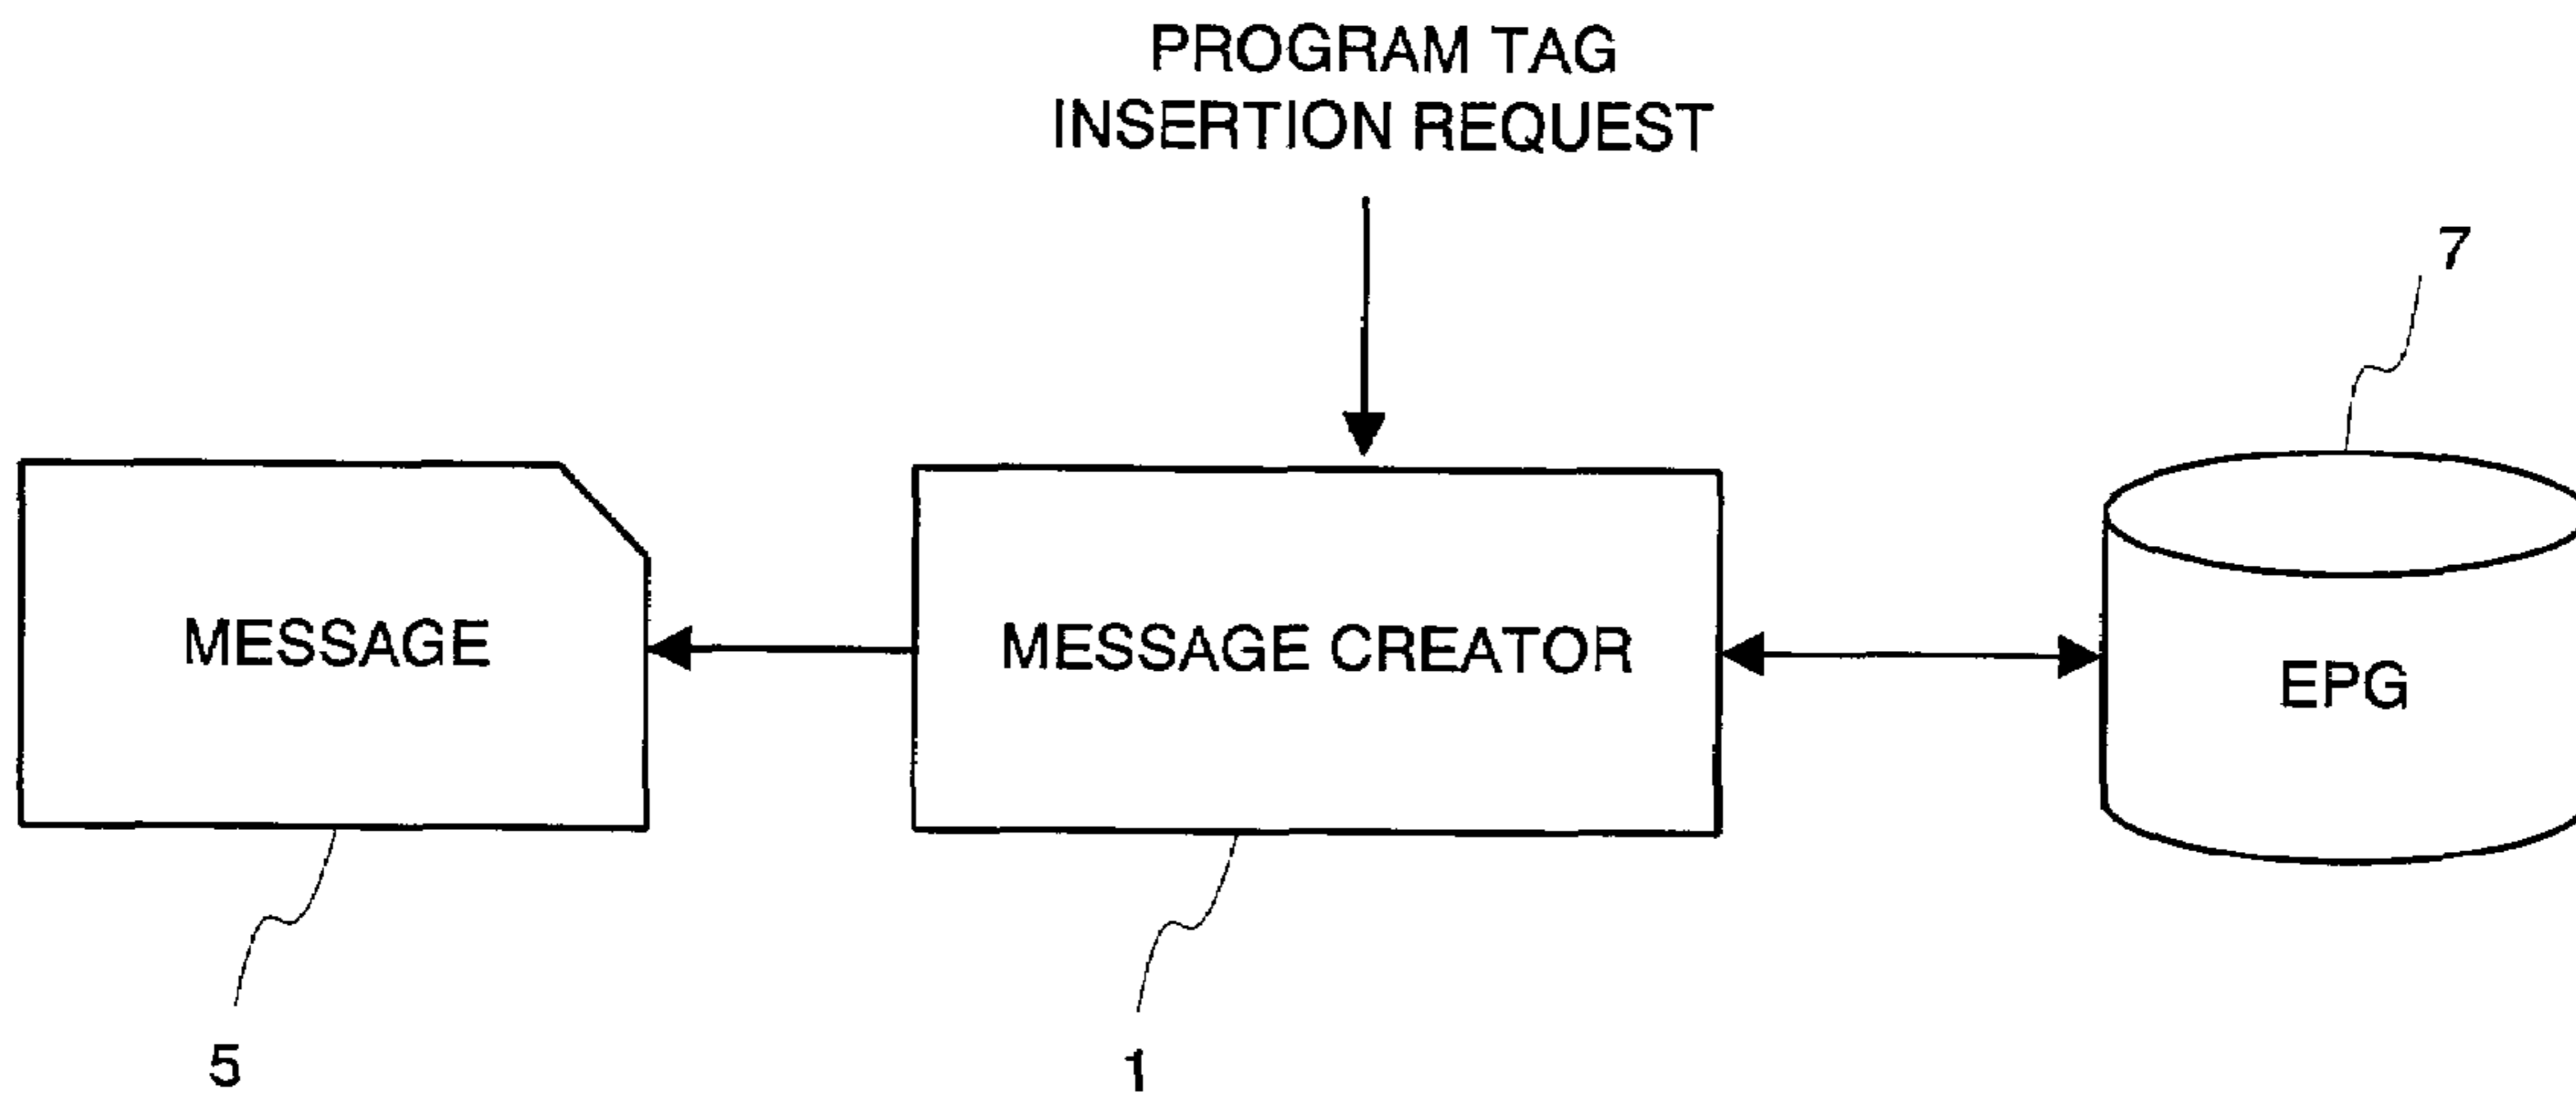 PROGRAM TAG
INSERTION REQUEST
7
MESSAGE
MESSAGE CREATOR
EPG
5
1